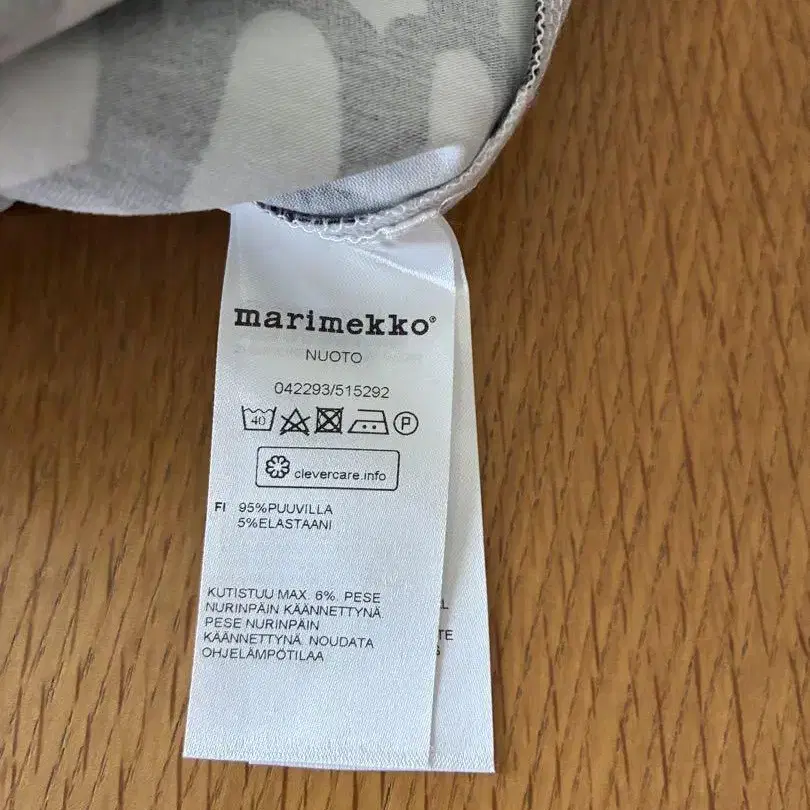 marimekko®
NUOTO
042293/515292
40 P
clevercare.info
FI 95%PUUVILLA
5%ELASTAANI
KUTISTUU MAX. 6%. PESE
NURINPÄIN KÄÄNNETTYNÄ.
PESE NURINPÄIN
KÄÄNNETTYNÄ. NOUDATA
OHJELÄMPÖTILAA